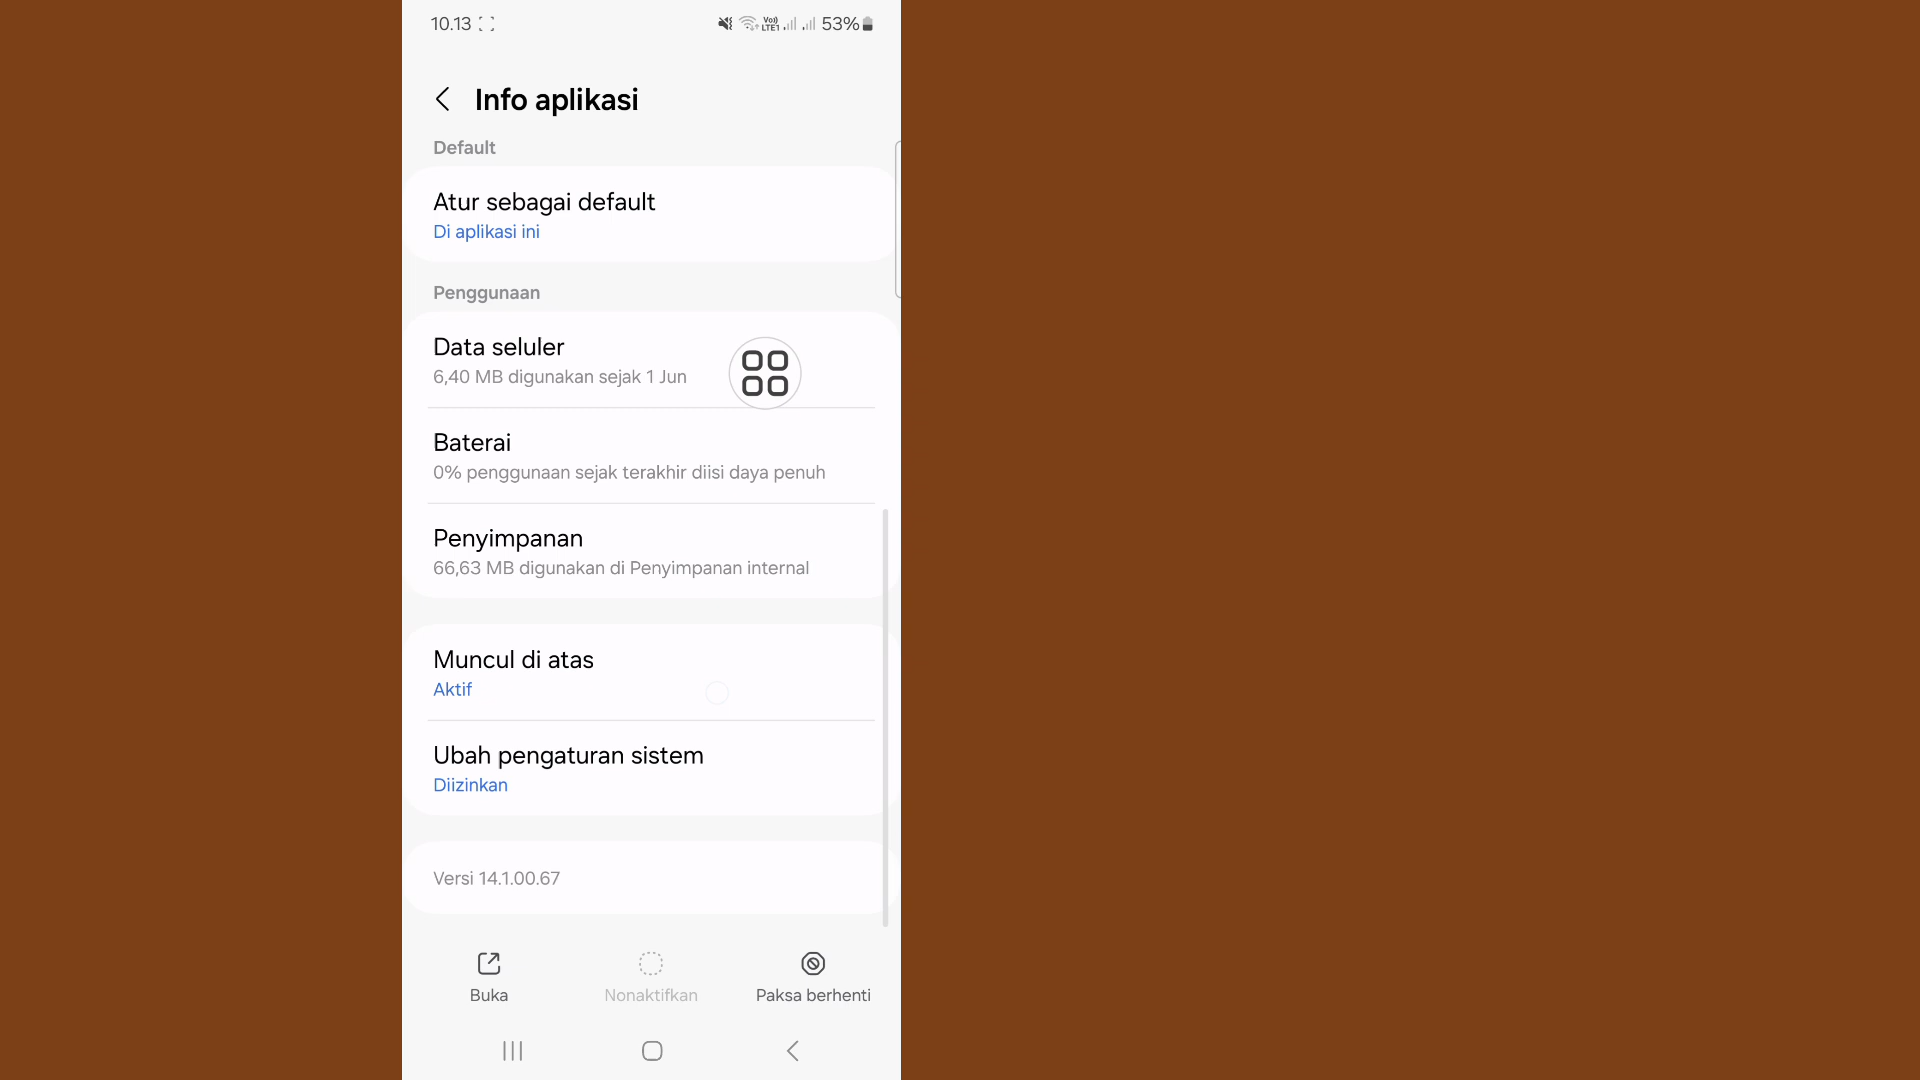 10.13
Vo)) LTE1 53%
Info aplikasi
Default
Atur sebagai default
Di aplikasi ini
Penggunaan
Data seluler
6,40 MB digunakan sejak 1 Jun
Baterai
0% penggunaan sejak terakhir diisi daya penuh
Penyimpanan
66,63 MB digunakan di Penyimpanan internal
Muncul di atas
Aktif
Ubah pengaturan sistem
Diizinkan
Versi 14.1.00.67
Buka
Nonaktifkan
Paksa berhenti